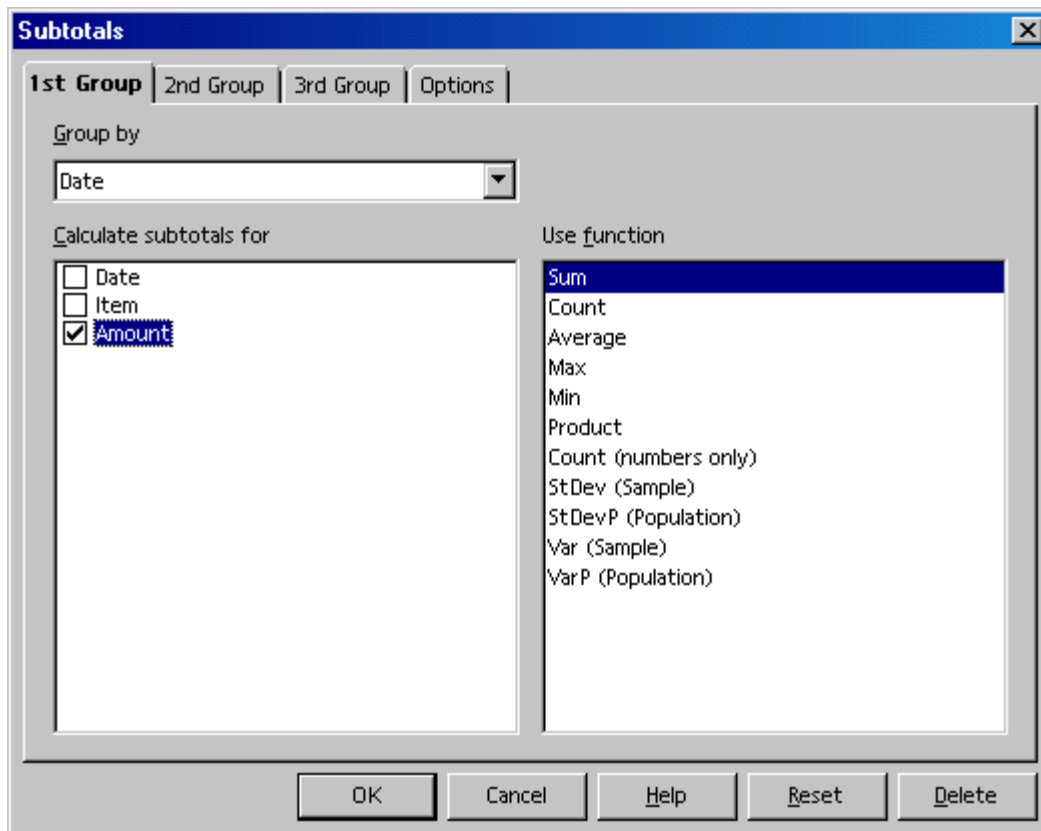 Subtotals
1st Group 2nd Group 3rd Group Options
Group by
Date
Calculate subtotals for
Date
Item
Amount
Use function
Sum
Count
Average
Max
Min
Product
Count (numbers only)
StDev (Sample)
StDevP (Population)
Var (Sample)
VarP (Population)
OK Cancel Help Reset Delete